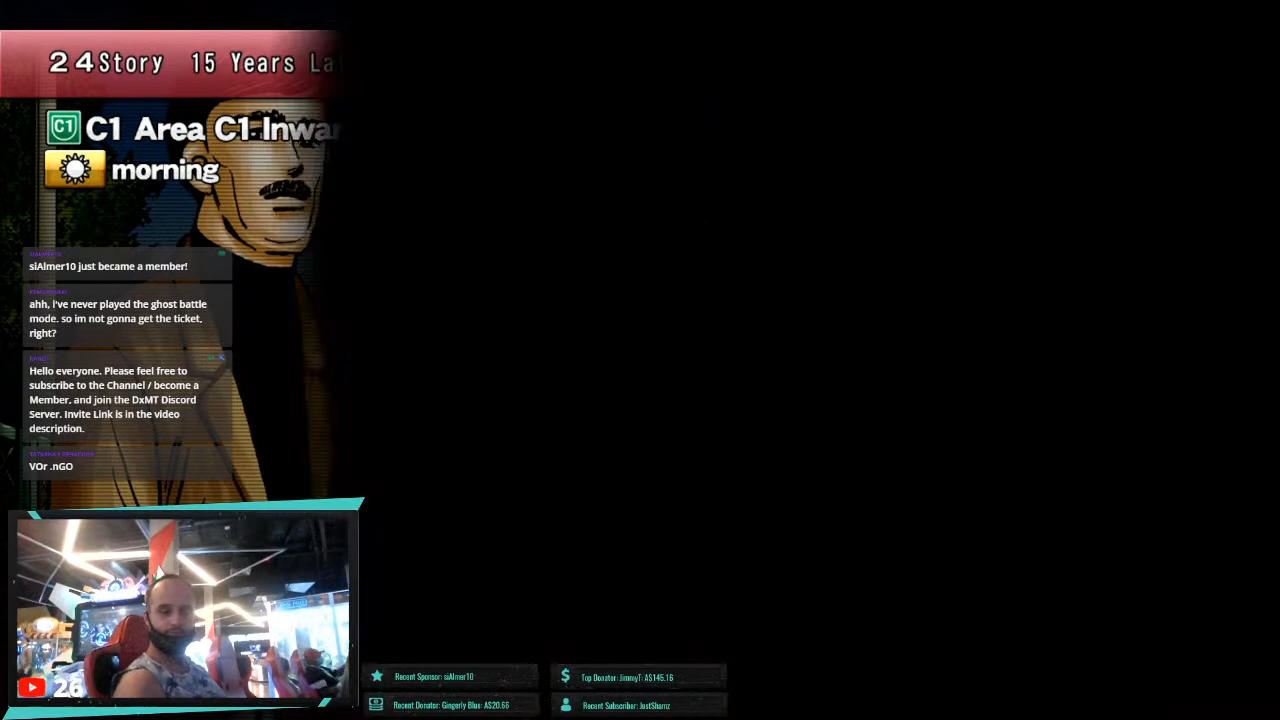 24Story 15 Years La
C1 C1 Area C1 Inwar
morning
siAlmer10 just became a member!
ahh, i've never played the ghost battle
mode. so im not gonna get the ticket,
right?
Hello everyone. Please feel free to
subscribe to the Channel / become a
Member, and join the DxMT Discord
Server. Invite Link is in the video
description.
VOr .nGO
26
Recent Sponsor: siAlmer10
Top Donator: JimmyT: A$145.16
Recent Donator: Gingerly Blue: A$20.66
Recent Subscriber: JustShamz